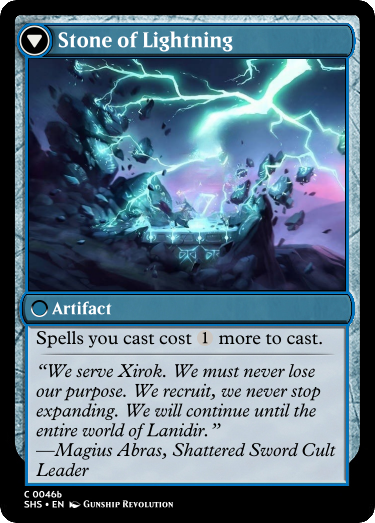 Stone of Lightning
Artifact
Spells you cast cost 1 more to cast.
“We serve Xirok. We must never lose
our purpose. We recruit, we never stop
expanding. We will continue until the
entire world of Lanidir.”
—Magius Abras, Shattered Sword Cult
Leader
C 0046b
SHS • EN Gunship Revolution